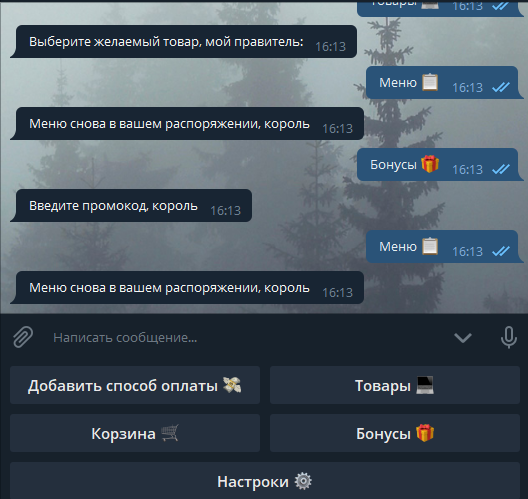 Товары 💻 16:13
Выберите желаемый товар, мой правитель: 16:13
Меню 📋 16:13
Меню снова в вашем распоряжении, король 16:13
Бонусы 🎁 16:13
Введите промокод, король 16:13
Меню 📋 16:13
Меню снова в вашем распоряжении, король 16:13
Написать сообщение...
Добавить способ оплаты 💸 Товары 💻
Корзина 🛒 Бонусы 🎁
Настроки ⚙️